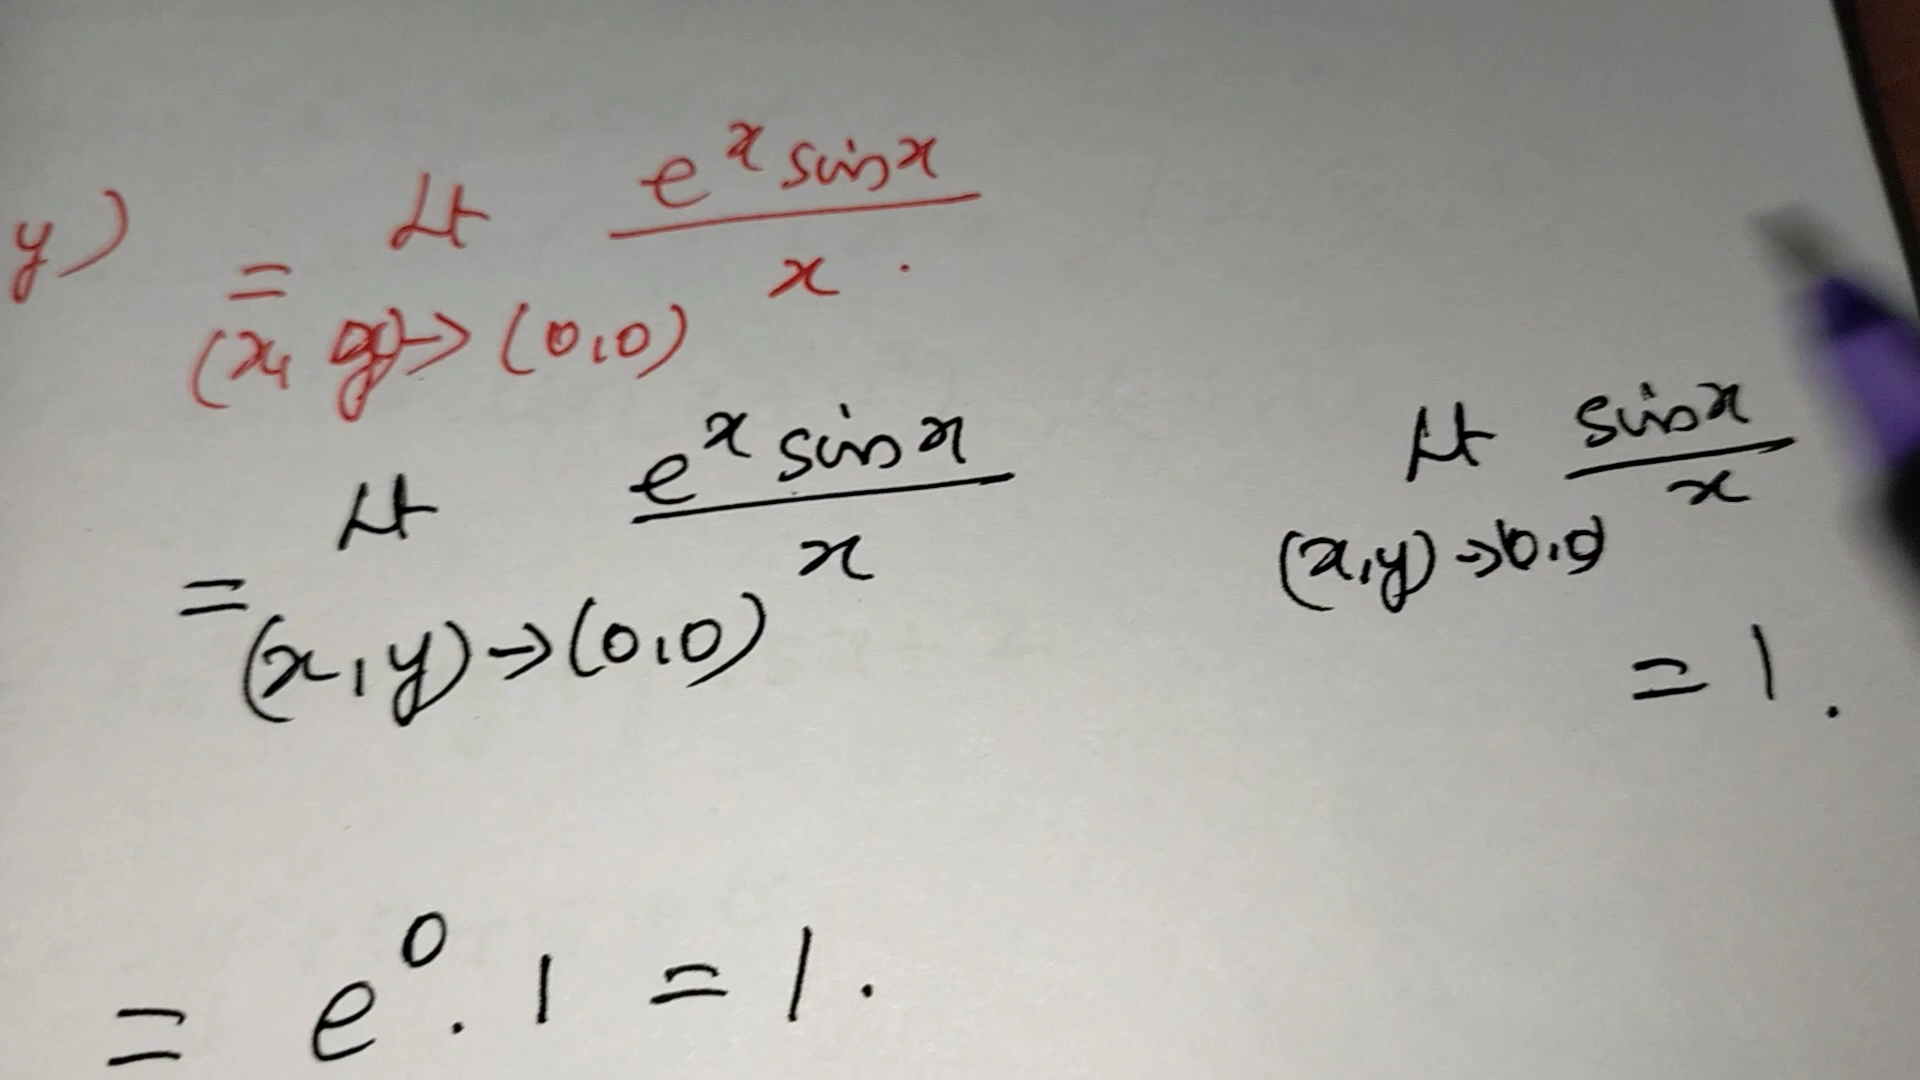 y) = Lt e^x sin x / x .
(x, y) → (0,0)
= Lt e^x sin x / x
(x, y) → (0,0)
Lt sin x / x
(x,y) → 0,0
= 1 .
= e^0 . 1 = 1 .